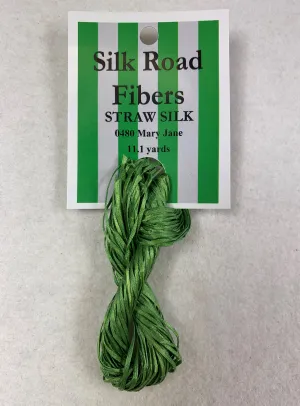 Silk Road
Fibers
STRAW SILK
0480 Mary Jane
11.1 yards